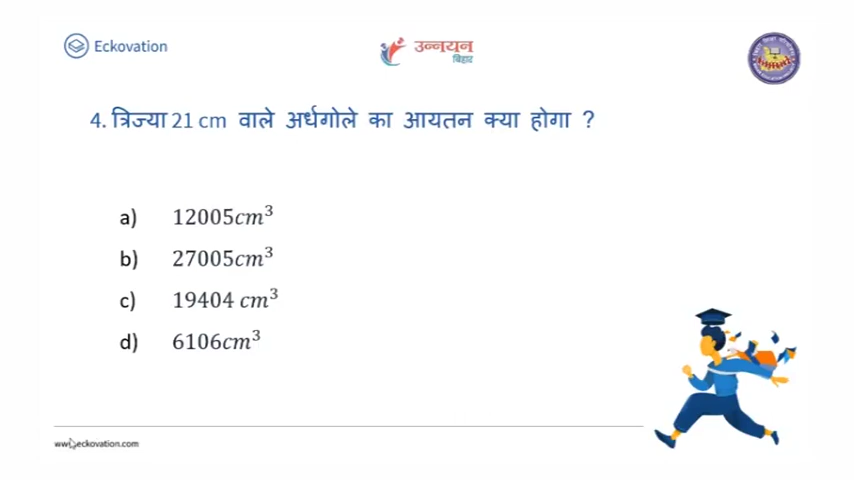 Eckovation
उन्नयन
बिहार
4. त्रिज्या 21 cm वाले अर्धगोले का आयतन क्या होगा ?
a) 12005cm³
b) 27005cm³
c) 19404 cm³
d) 6106cm³
www.eckovation.com